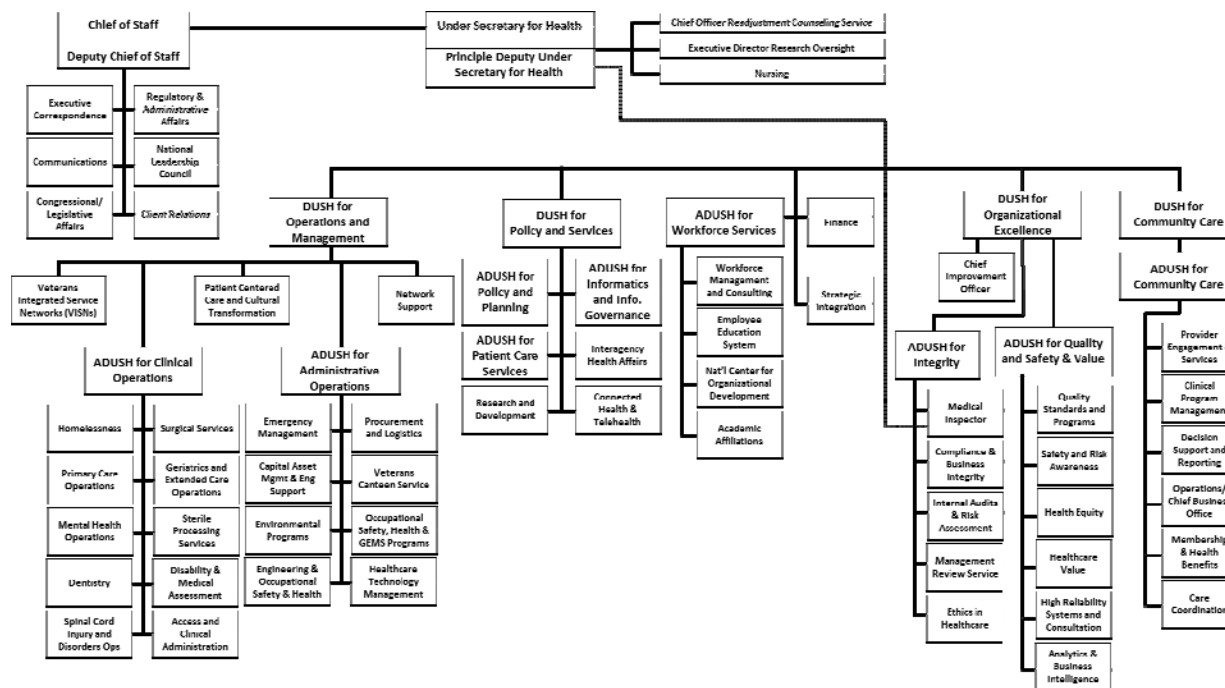 Chief of Staff
Deputy Chief of Staff
Under Secretary for Health
Principle Deputy Under
Secretary for Health
Chief Officer Readjustment Counseling Service
Executive Director Research Oversight
Nursing
Executive
Correspondence
Regulatory &
Administrative
Affairs
Communications
National
Leadership
Council
Congressional/
Legislative
Affairs
Client Relations
DUSH for
Operations and
Management
DUSH for
Policy and Services
ADUSH for
Workforce Services
Finance
Strategic
Integration
DUSH for
Organizational
Excellence
DUSH for
Community Care
Veterans
Integrated Service
Networks (VISNs)
Patient Centered
Care and Cultural
Transformation
Network
Support
ADUSH for Clinical
Operations
ADUSH for
Administrative
Operations
Homelessness
Surgical Services
Primary Care
Operations
Geriatrics and
Extended Care
Operations
Mental Health
Operations
Sterile
Processing
Services
Dentistry
Disability &
Medical
Assessment
Spinal Cord
Injury and
Disorders Ops
Access and
Clinical
Administration
Emergency
Management
Procurement
and Logistics
Capital Asset
Mgmt & Eng
Support
Veterans
Canteen Service
Environmental
Programs
Occupational
Safety, Health &
GEMS Programs
Engineering &
Occupational
Safety & Health
Healthcare
Technology
Management
ADUSH for
Policy and
Planning
ADUSH for
Informatics
and Info.
Governance
ADUSH for
Patient Care
Services
Interagency
Health Affairs
Research and
Development
Connected
Health &
Telehealth
Workforce
Management
and Consulting
Employee
Education
System
Nat'l Center for
Organizational
Development
Academic
Affiliations
Chief
Improvement
Officer
ADUSH for
Integrity
ADUSH for Quality
and Safety & Value
Medical
Inspector
Compliance &
Business
Integrity
Internal Audits
& Risk
Assessment
Management
Review Service
Ethics in
Healthcare
Quality
Standards and
Programs
Safety and Risk
Awareness
Health Equity
Healthcare
Value
High Reliability
Systems and
Consultation
Analytics &
Business
Intelligence
ADUSH for
Community Care
Provider
Engagement &
Services
Clinical
Program
Management
Decision
Support and
Reporting
Operations/
Chief Business
Office
Membership
& Health
Benefits
Care
Coordination